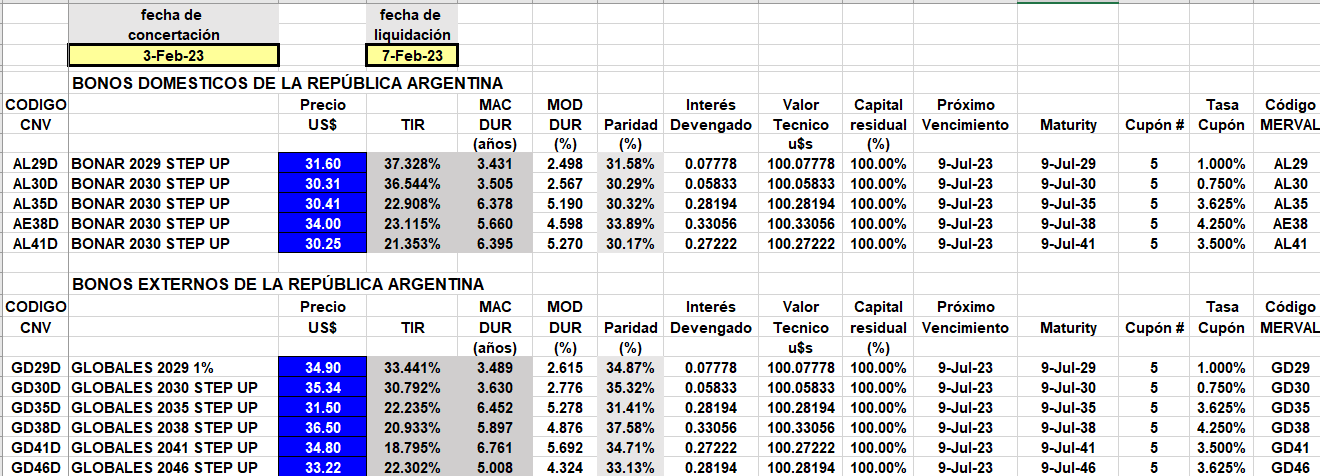 fecha de fecha de
concertación liquidación
3-Feb-23 7-Feb-23
BONOS DOMESTICOS DE LA REPÚBLICA ARGENTINA
CODIGO Precio MAC MOD Interés Valor Capital Próximo Tasa Código
CNV US$ TIR DUR DUR Paridad Devengado Tecnico residual Vencimiento Maturity Cupón # Cupón MERVAL
(años) (%) (%) u$s (%)
AL29D BONAR 2029 STEP UP 31.60 37.328% 3.431 2.498 31.58% 0.07778 100.07778 100.00% 9-Jul-23 9-Jul-29 5 1.000% AL29
AL30D BONAR 2030 STEP UP 30.31 36.544% 3.505 2.567 30.29% 0.05833 100.05833 100.00% 9-Jul-23 9-Jul-30 5 0.750% AL30
AL35D BONAR 2030 STEP UP 30.41 22.908% 6.378 5.190 30.32% 0.28194 100.28194 100.00% 9-Jul-23 9-Jul-35 5 3.625% AL35
AE38D BONAR 2030 STEP UP 34.00 23.115% 5.660 4.598 33.89% 0.33056 100.33056 100.00% 9-Jul-23 9-Jul-38 5 4.250% AE38
AL41D BONAR 2030 STEP UP 30.25 21.353% 6.395 5.270 30.17% 0.27222 100.27222 100.00% 9-Jul-23 9-Jul-41 5 3.500% AL41
BONOS EXTERNOS DE LA REPÚBLICA ARGENTINA
CODIGO Precio MAC MOD Interés Valor Capital Próximo Tasa Código
CNV US$ TIR DUR DUR Paridad Devengado Tecnico residual Vencimiento Maturity Cupón # Cupón MERVAL
(años) (%) (%) u$s (%)
GD29D GLOBALES 2029 1% 34.90 33.441% 3.489 2.615 34.87% 0.07778 100.07778 100.00% 9-Jul-23 9-Jul-29 5 1.000% GD29
GD30D GLOBALES 2030 STEP UP 35.34 30.792% 3.630 2.776 35.32% 0.05833 100.05833 100.00% 9-Jul-23 9-Jul-30 5 0.750% GD30
GD35D GLOBALES 2035 STEP UP 31.50 22.235% 6.452 5.278 31.41% 0.28194 100.28194 100.00% 9-Jul-23 9-Jul-35 5 3.625% GD35
GD38D GLOBALES 2038 STEP UP 36.50 20.933% 5.897 4.876 37.58% 0.33056 100.33056 100.00% 9-Jul-23 9-Jul-38 5 4.250% GD38
GD41D GLOBALES 2041 STEP UP 34.80 18.795% 6.761 5.692 34.71% 0.27222 100.27222 100.00% 9-Jul-23 9-Jul-41 5 3.500% GD41
GD46D GLOBALES 2046 STEP UP 33.22 22.302% 5.008 4.324 33.13% 0.28194 100.28194 100.00% 9-Jul-23 9-Jul-46 5 3.625% GD46